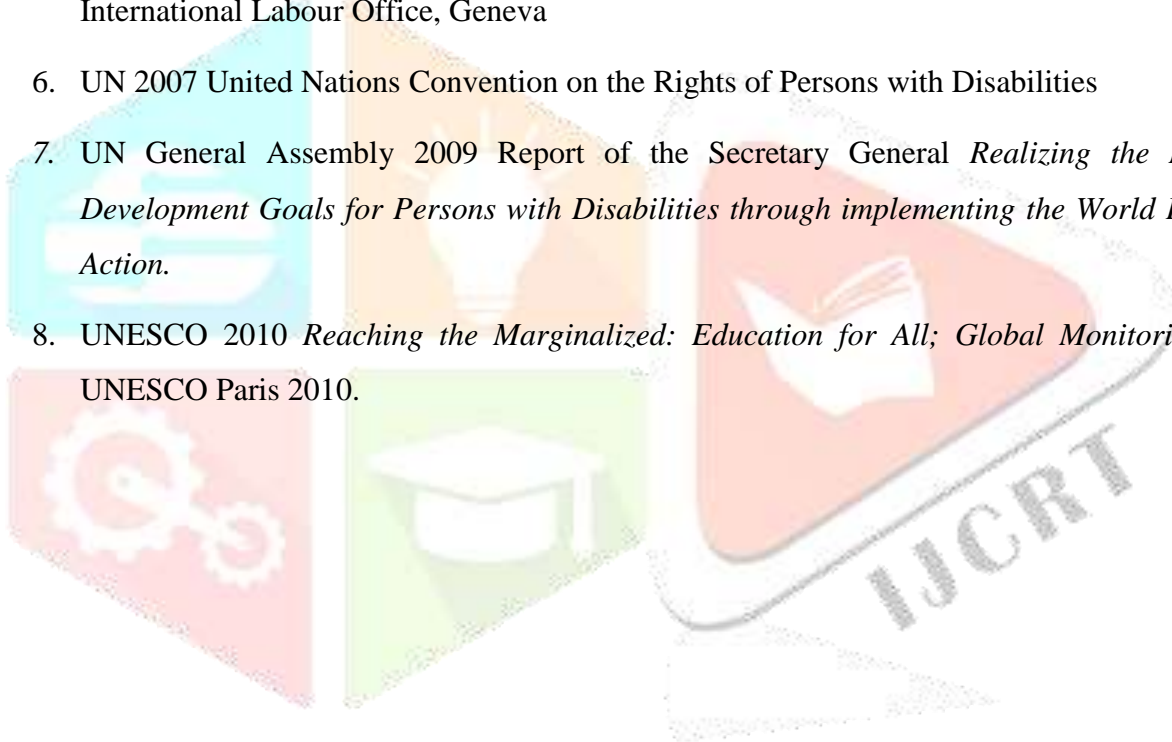 International Labour Office, Geneva
6. UN 2007 United Nations Convention on the Rights of Persons with Disabilities
7. UN General Assembly 2009 Report of the Secretary General Realizing the
Development Goals for Persons with Disabilities through implementing the World
Action.
8. UNESCO 2010 Reaching the Marginalized: Education for All; Global Monitori
UNESCO Paris 2010.
IJCRT